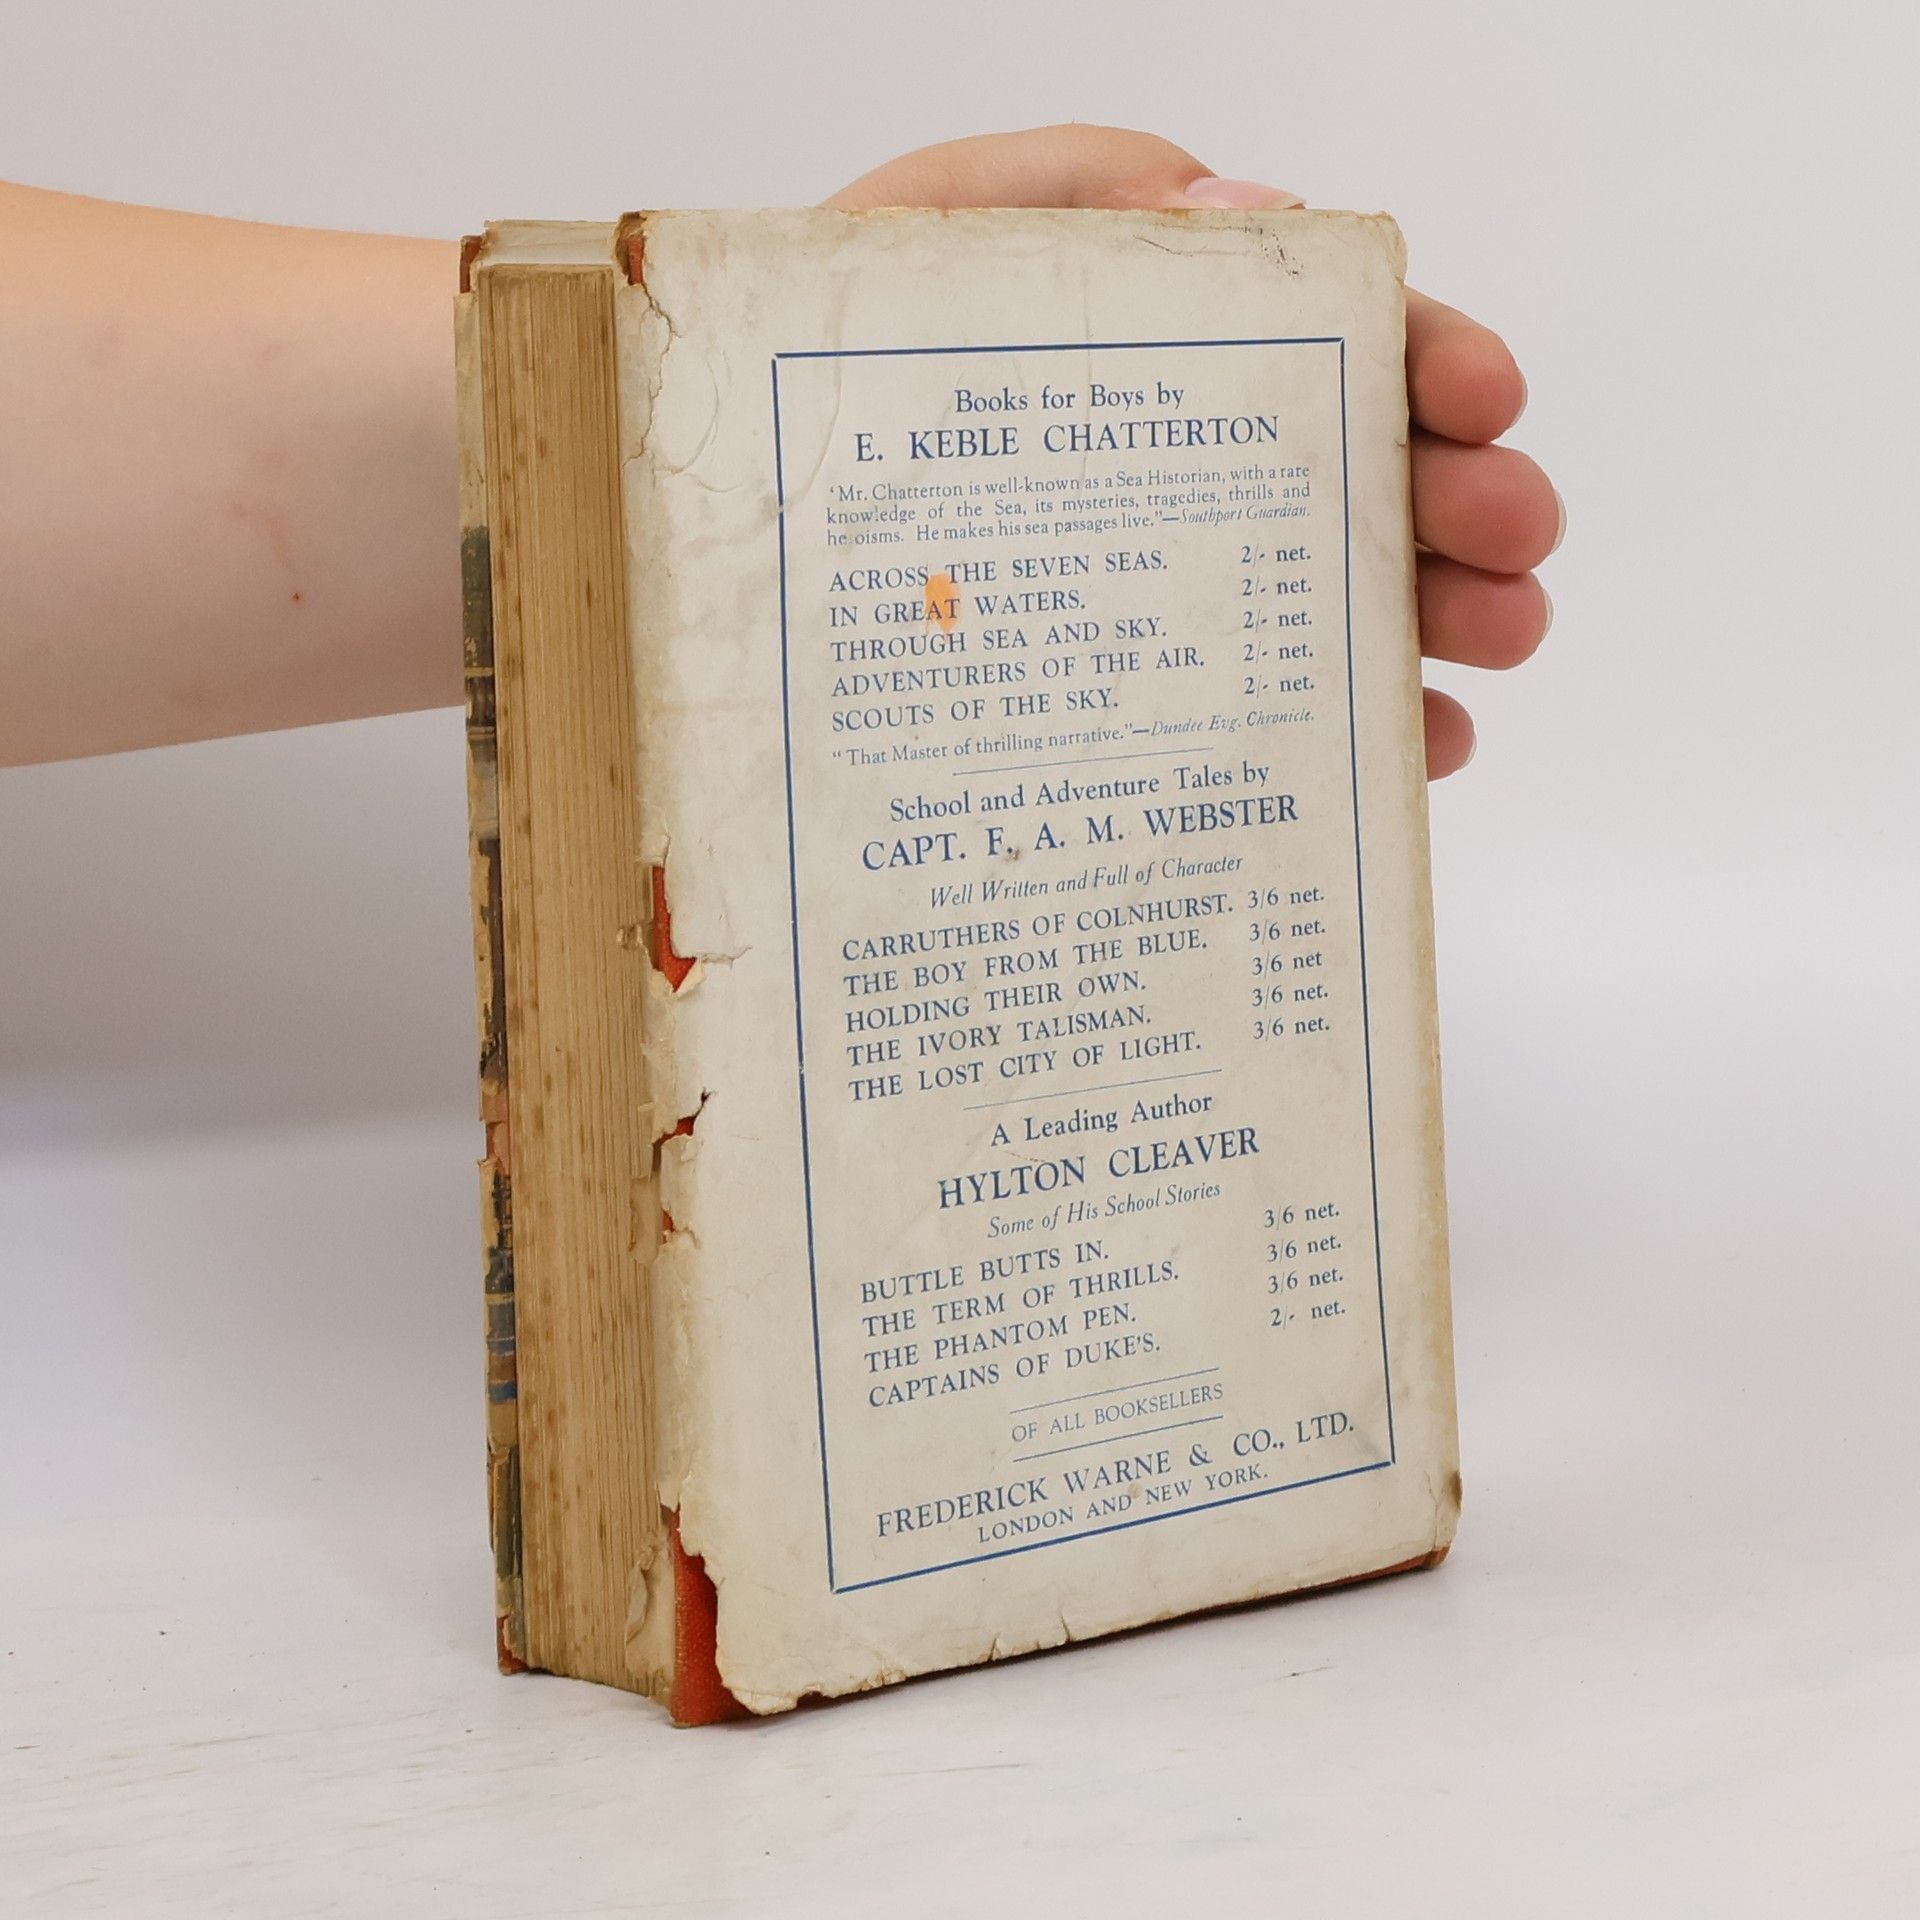 Books for Boys by
E. KEBLE CHATTERTON
'Mr. Chatterton is well-known as a Sea Historian, with a rare
knowledge of the Sea, its mysteries, tragedies, thrills and
he oisms. He makes his sea passages live."—Southport Guardian.
ACROSS THE SEVEN SEAS. 2/- net.
IN GREAT WATERS. 2/- net.
THROUGH SEA AND SKY. 2/- net.
ADVENTURERS OF THE AIR. 2/- net.
SCOUTS OF THE SKY. 2/- net.
"That Master of thrilling narrative."—Dundee Evg. Chronicle.
School and Adventure Tales by
CAPT. F. A. M. WEBSTER
Well Written and Full of Character
CARRUTHERS OF COLNHURST. 3/6 net.
THE BOY FROM THE BLUE. 3/6 net.
HOLDING THEIR OWN. 3/6 net
THE IVORY TALISMAN. 3/6 net.
THE LOST CITY OF LIGHT. 3/6 net.
A Leading Author
HYLTON CLEAVER
Some of His School Stories
BUTTLE BUTTS IN. 3/6 net.
THE TERM OF THRILLS. 3/6 net.
THE PHANTOM PEN. 3/6 net.
CAPTAINS OF DUKE'S. 2/- net.
OF ALL BOOKSELLERS
FREDERICK WARNE & CO., LTD.
LONDON AND NEW YORK.